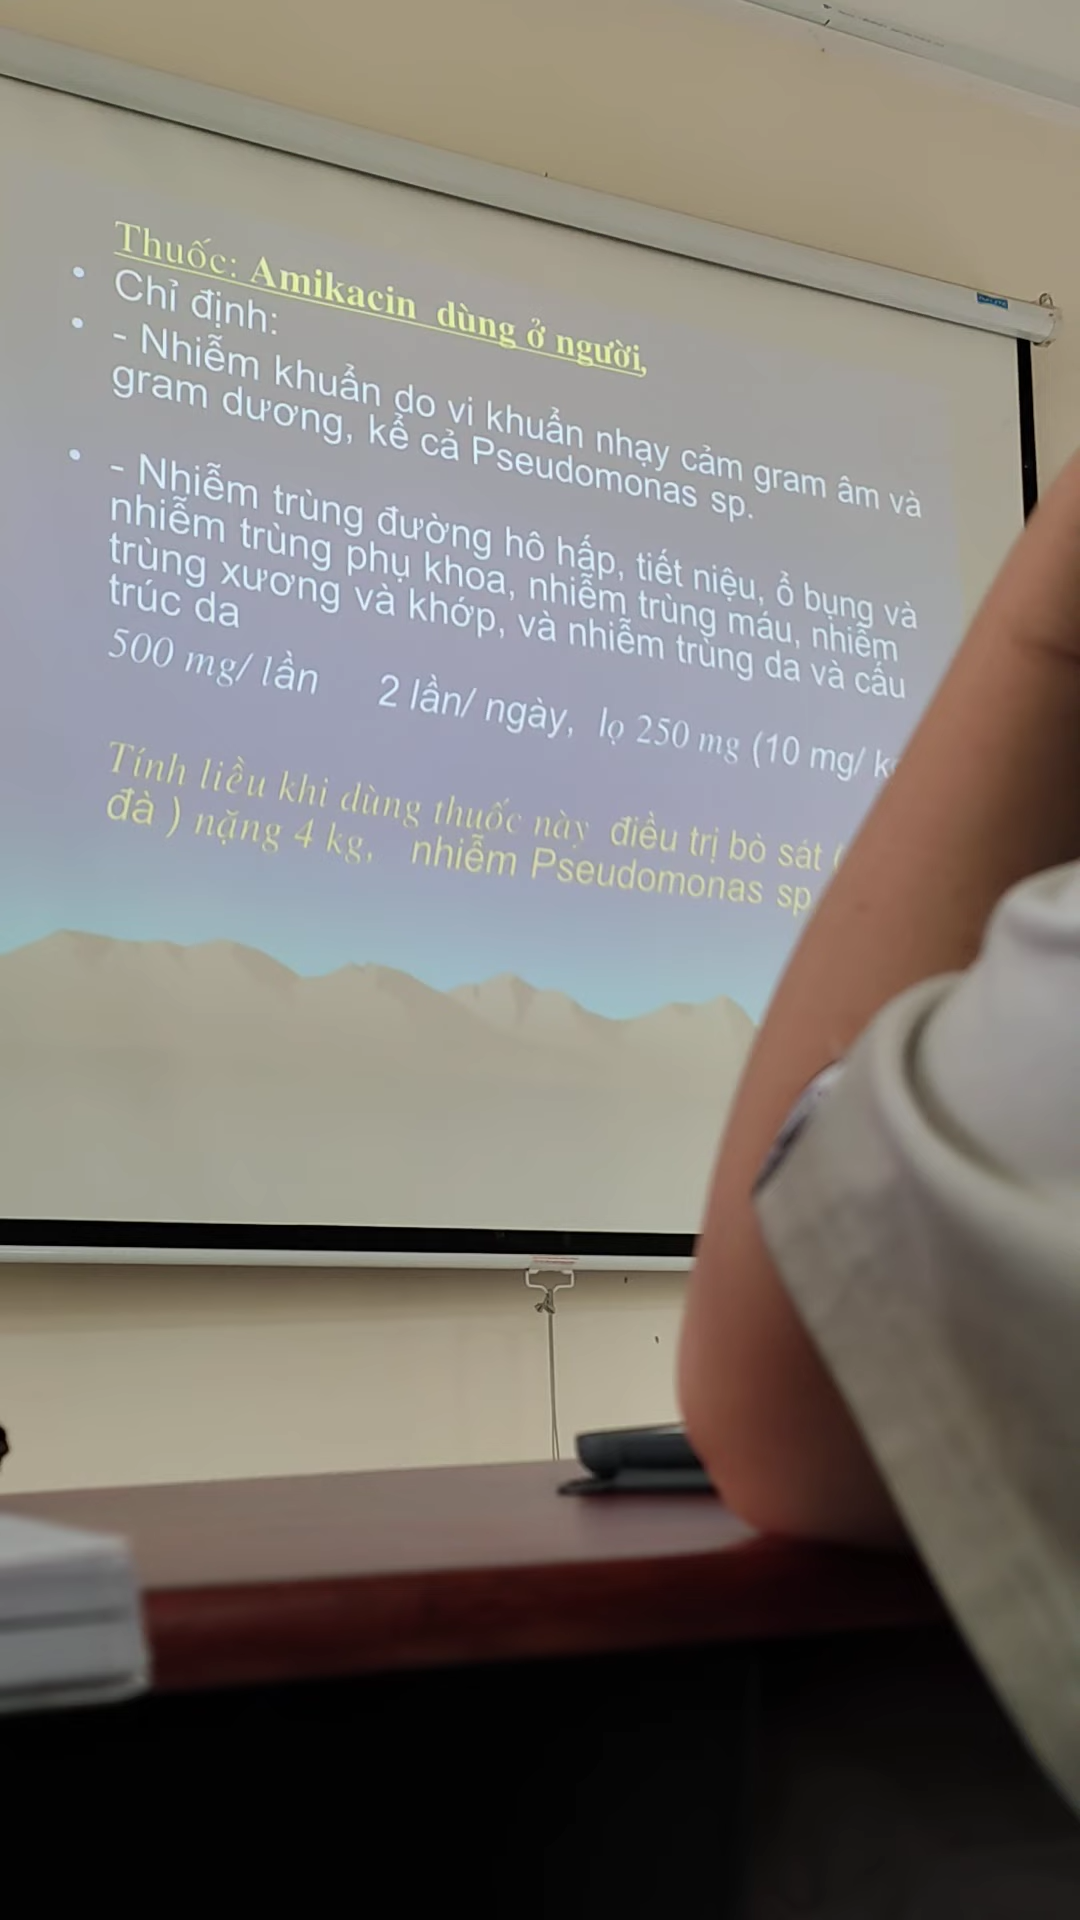 Thuốc: Amikacin dùng ở người,
• Chỉ định:
• - Nhiễm khuẩn do vi khuẩn nhạy cảm gram âm và
gram dương, kể cả Pseudomonas sp.
• - Nhiễm trùng đường hô hấp, tiết niệu, ổ bụng và
nhiễm trùng phụ khoa, nhiễm trùng máu, nhiễm
trùng xương và khớp, và nhiễm trùng da và cấu
trúc da
500 mg/ lần 2 lần/ ngày, lọ 250 mg (10 mg/
Tính liều khi dùng thuốc này điều trị bò sát
đà ) nặng 4 kg, nhiễm Pseudomonas sp